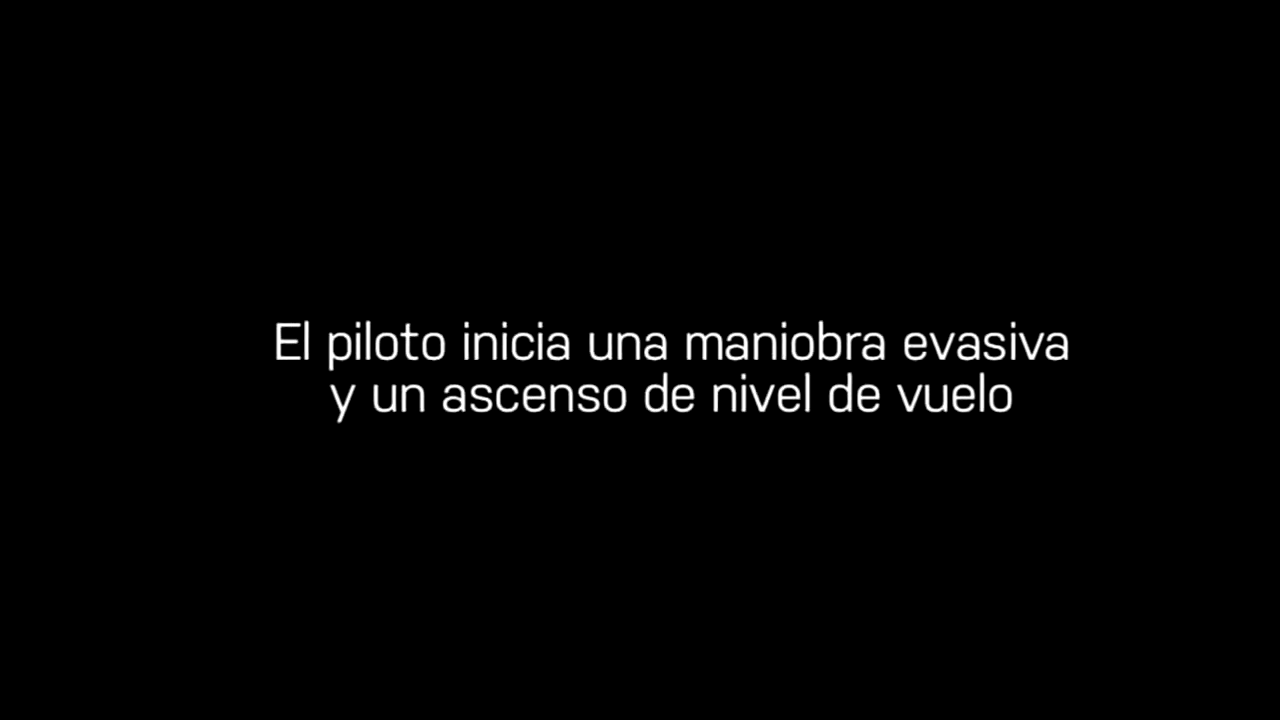 El piloto inicia una maniobra evasiva
y un ascenso de nivel de vuelo